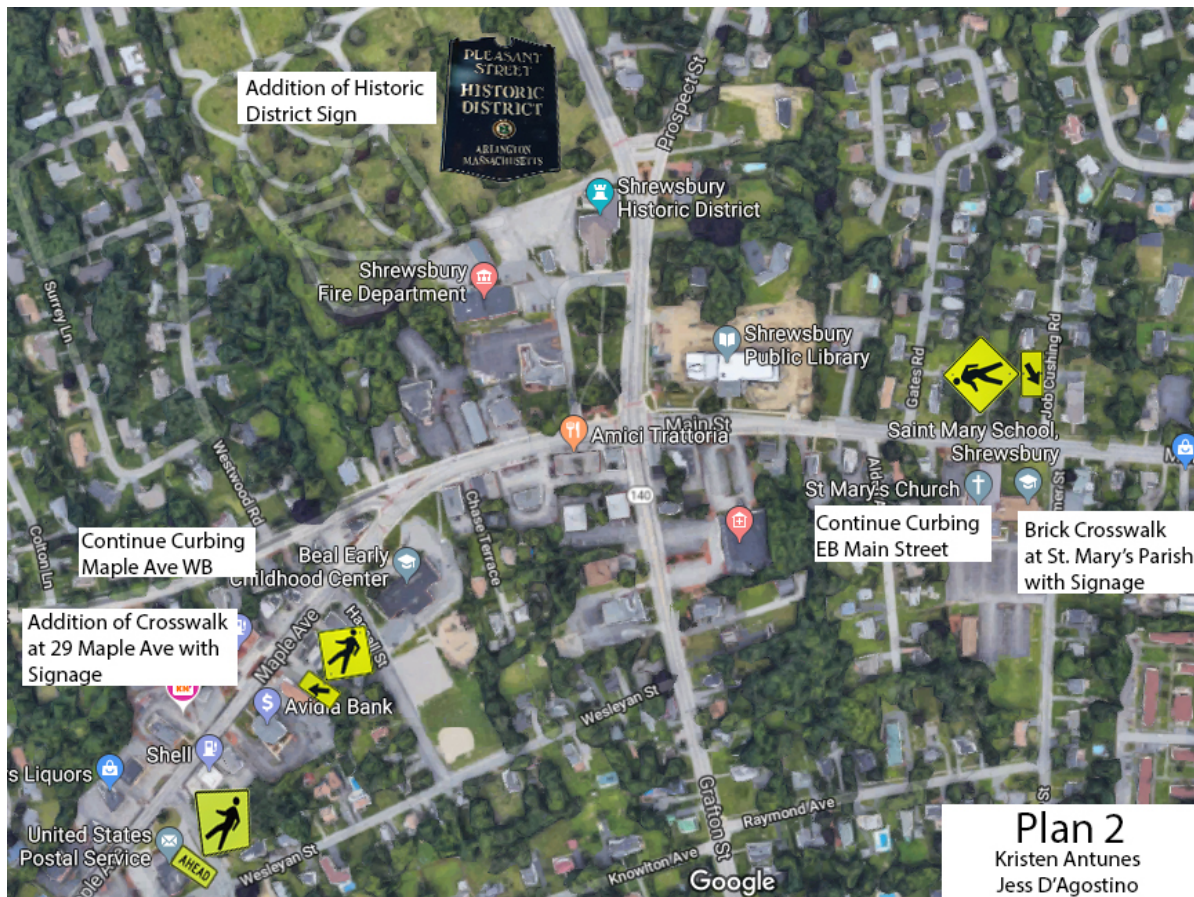 PLEASANT
STREET
HISTORIC
DISTRICT
ARLINGTON
MASSACHUSETTS
Addition of Historic
District Sign
Prospect St
Shrewsbury
Historic District
Shrewsbury
Fire Department
Surrey Ln
Shrewsbury
Public Library
Gates Rd
Job Cushing Rd
Main St
Amici Trattoria
Saint Mary School,
Shrewsbury
Westwood Rd
140
St Mary's Church
Chase Terrace
Colton Ln
Continue Curbing
Maple Ave WB
Continue Curbing
EB Main Street
Brick Crosswalk
at St. Mary's Parish
with Signage
Beal Early
Childhood Center
Addition of Crosswalk
at 29 Maple Ave with
Signage
Maple Ave
Avidia Bank
Wesleyan St
Shell
s Liquors
United States
Postal Service
AHEAD
Wesleyan St
Grafton St
Raymond Ave
St
Knowlton Ave
Google
Plan 2
Kristen Antunes
Jess D'Agostino